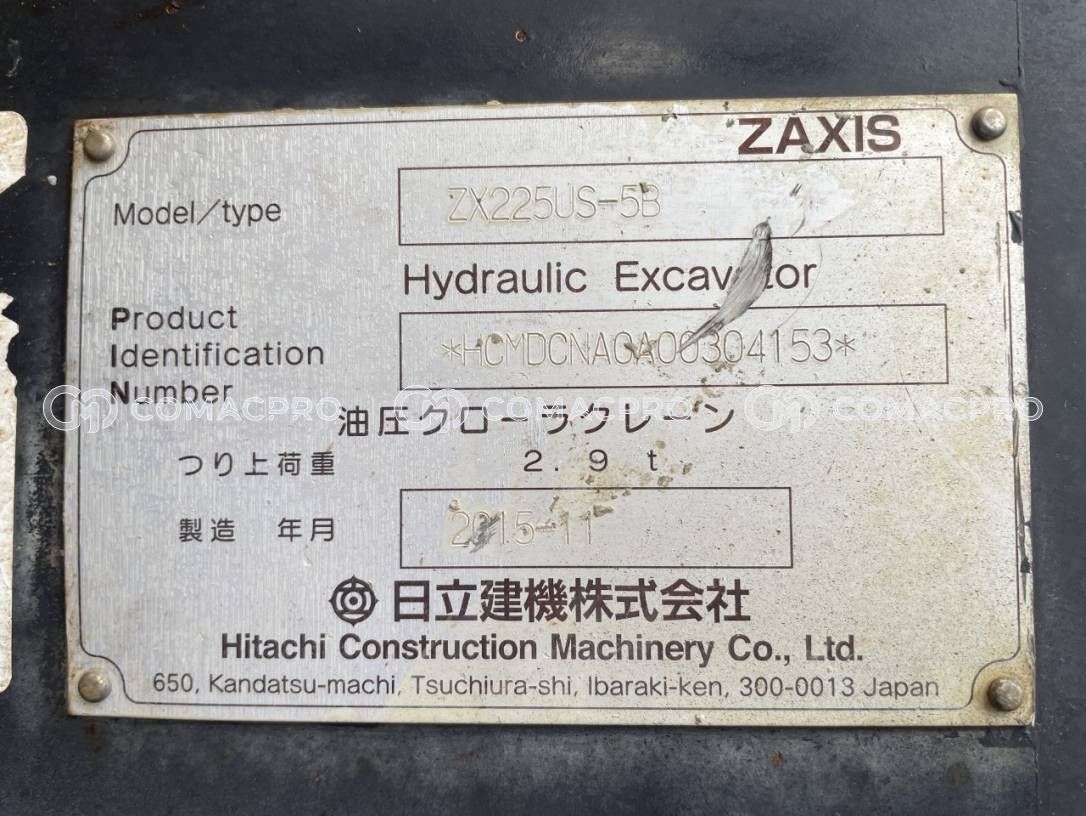 ZAXIS
Model/type ZX225US-5B
Hydraulic Excavator
Product
Identification
Number
*HCMDCNA0A00304153*
COMACPRO COMACPRO COMACPRO
油圧クローラクレーン
つり上荷重 2.9 t
製造 年月 2015-11
日立建機株式会社
Hitachi Construction Machinery Co., Ltd.
650, Kandatsu-machi, Tsuchiura-shi, Ibaraki-ken, 300-0013 Japan